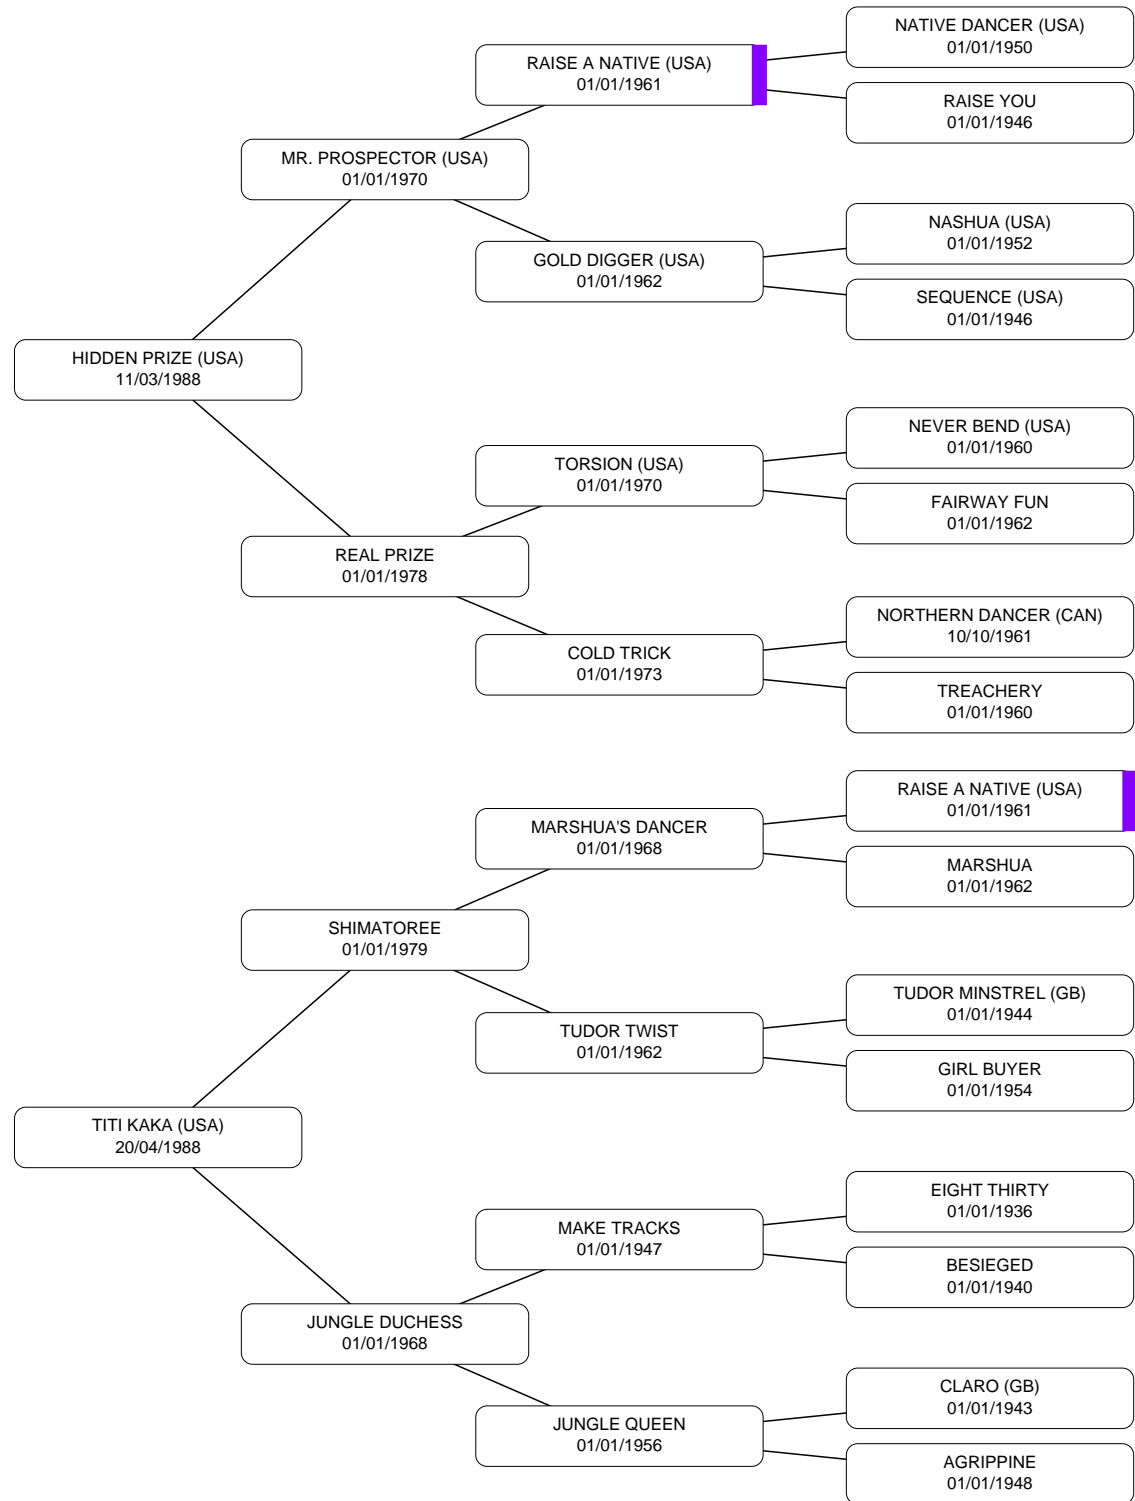 NATIVE DANCER (USA)
01/01/1950
RAISE A NATIVE (USA)
01/01/1961
RAISE YOU
01/01/1946
MR. PROSPECTOR (USA)
01/01/1970
NASHUA (USA)
01/01/1952
GOLD DIGGER (USA)
01/01/1962
SEQUENCE (USA)
01/01/1946
HIDDEN PRIZE (USA)
11/03/1988
NEVER BEND (USA)
01/01/1960
TORSION (USA)
01/01/1970
FAIRWAY FUN
01/01/1962
REAL PRIZE
01/01/1978
NORTHERN DANCER (CAN)
10/10/1961
COLD TRICK
01/01/1973
TREACHERY
01/01/1960
RAISE A NATIVE (USA)
01/01/1961
MARSHUA'S DANCER
01/01/1968
MARSHUA
01/01/1962
SHIMATOREE
01/01/1979
TUDOR MINSTREL (GB)
01/01/1944
TUDOR TWIST
01/01/1962
GIRL BUYER
01/01/1954
TITI KAKA (USA)
20/04/1988
EIGHT THIRTY
01/01/1936
MAKE TRACKS
01/01/1947
BESIEGED
01/01/1940
JUNGLE DUCHESS
01/01/1968
CLARO (GB)
01/01/1943
JUNGLE QUEEN
01/01/1956
AGRIPPINE
01/01/1948